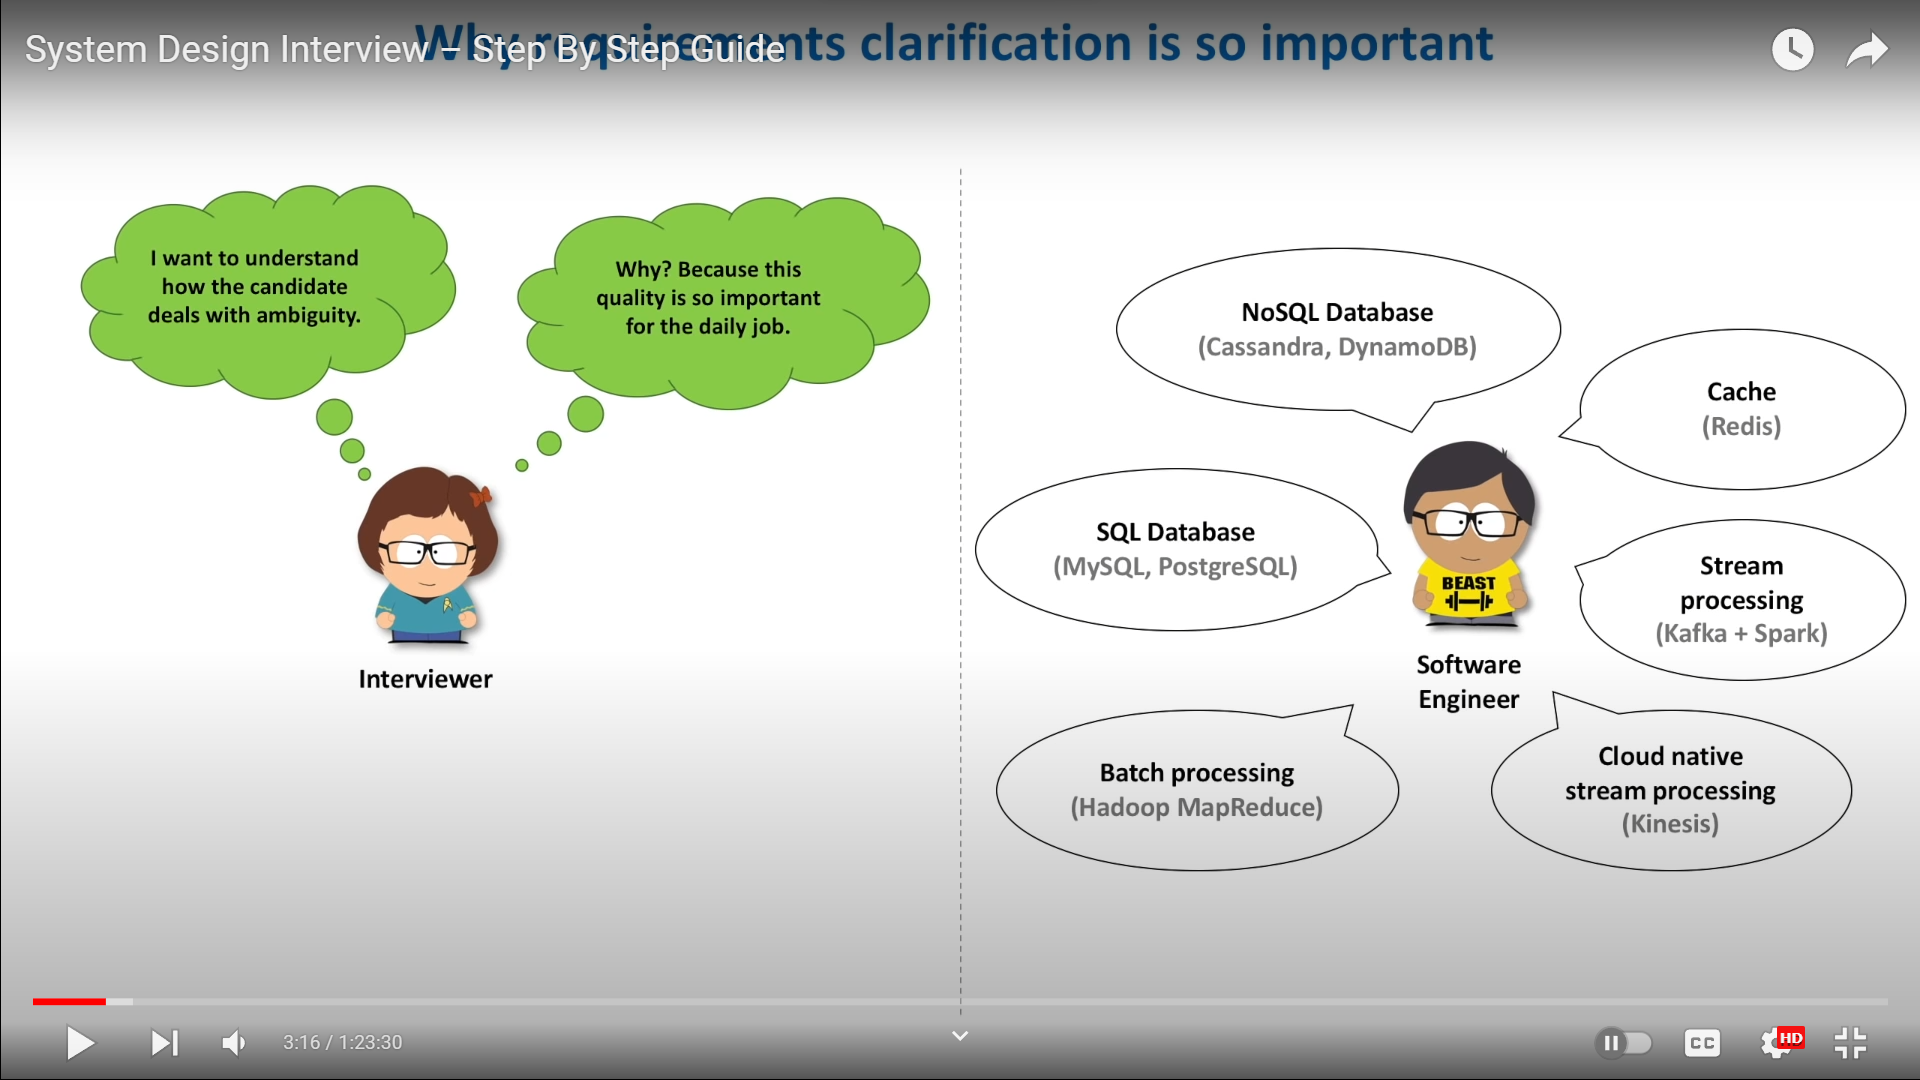 Why requirements clarification is so important
System Design Interview – Step By Step Guide
I want to understand
how the candidate
deals with ambiguity.
Why? Because this
quality is so important
for the daily job.
Interviewer
NoSQL Database
(Cassandra, DynamoDB)
Cache
(Redis)
SQL Database
(MySQL, PostgreSQL)
BEAST
Stream
processing
(Kafka + Spark)
Software
Engineer
Batch processing
(Hadoop MapReduce)
Cloud native
stream processing
(Kinesis)
3:16 / 1:23:30
CC
HD